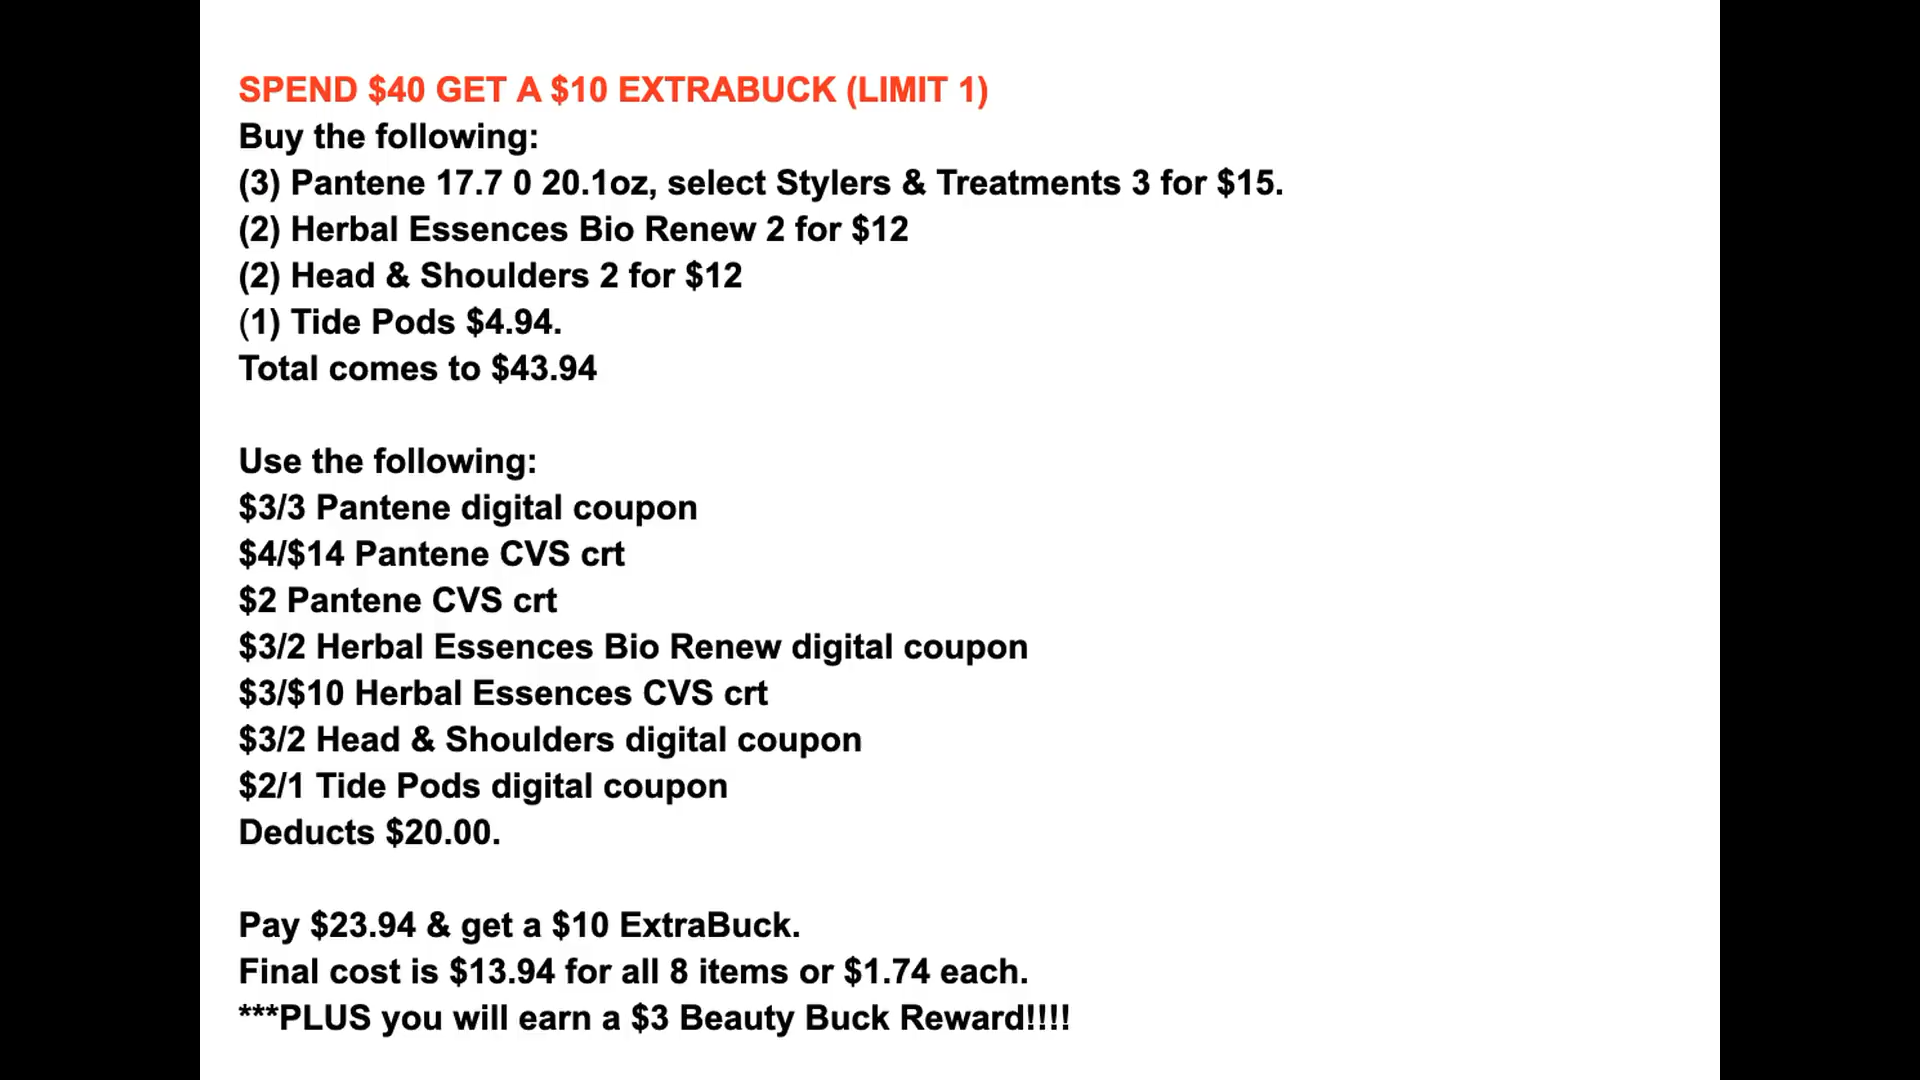 SPEND $40 GET A $10 EXTRABUCK (LIMIT 1)
Buy the following:
(3) Pantene 17.7 0 20.1oz, select Stylers & Treatments 3 for $15.
(2) Herbal Essences Bio Renew 2 for $12
(2) Head & Shoulders 2 for $12
(1) Tide Pods $4.94.
Total comes to $43.94
Use the following:
$3/3 Pantene digital coupon
$4/$14 Pantene CVS crt
$2 Pantene CVS crt
$3/2 Herbal Essences Bio Renew digital coupon
$3/$10 Herbal Essences CVS crt
$3/2 Head & Shoulders digital coupon
$2/1 Tide Pods digital coupon
Deducts $20.00.
Pay $23.94 & get a $10 ExtraBuck.
Final cost is $13.94 for all 8 items or $1.74 each.
***PLUS you will earn a $3 Beauty Buck Reward!!!!